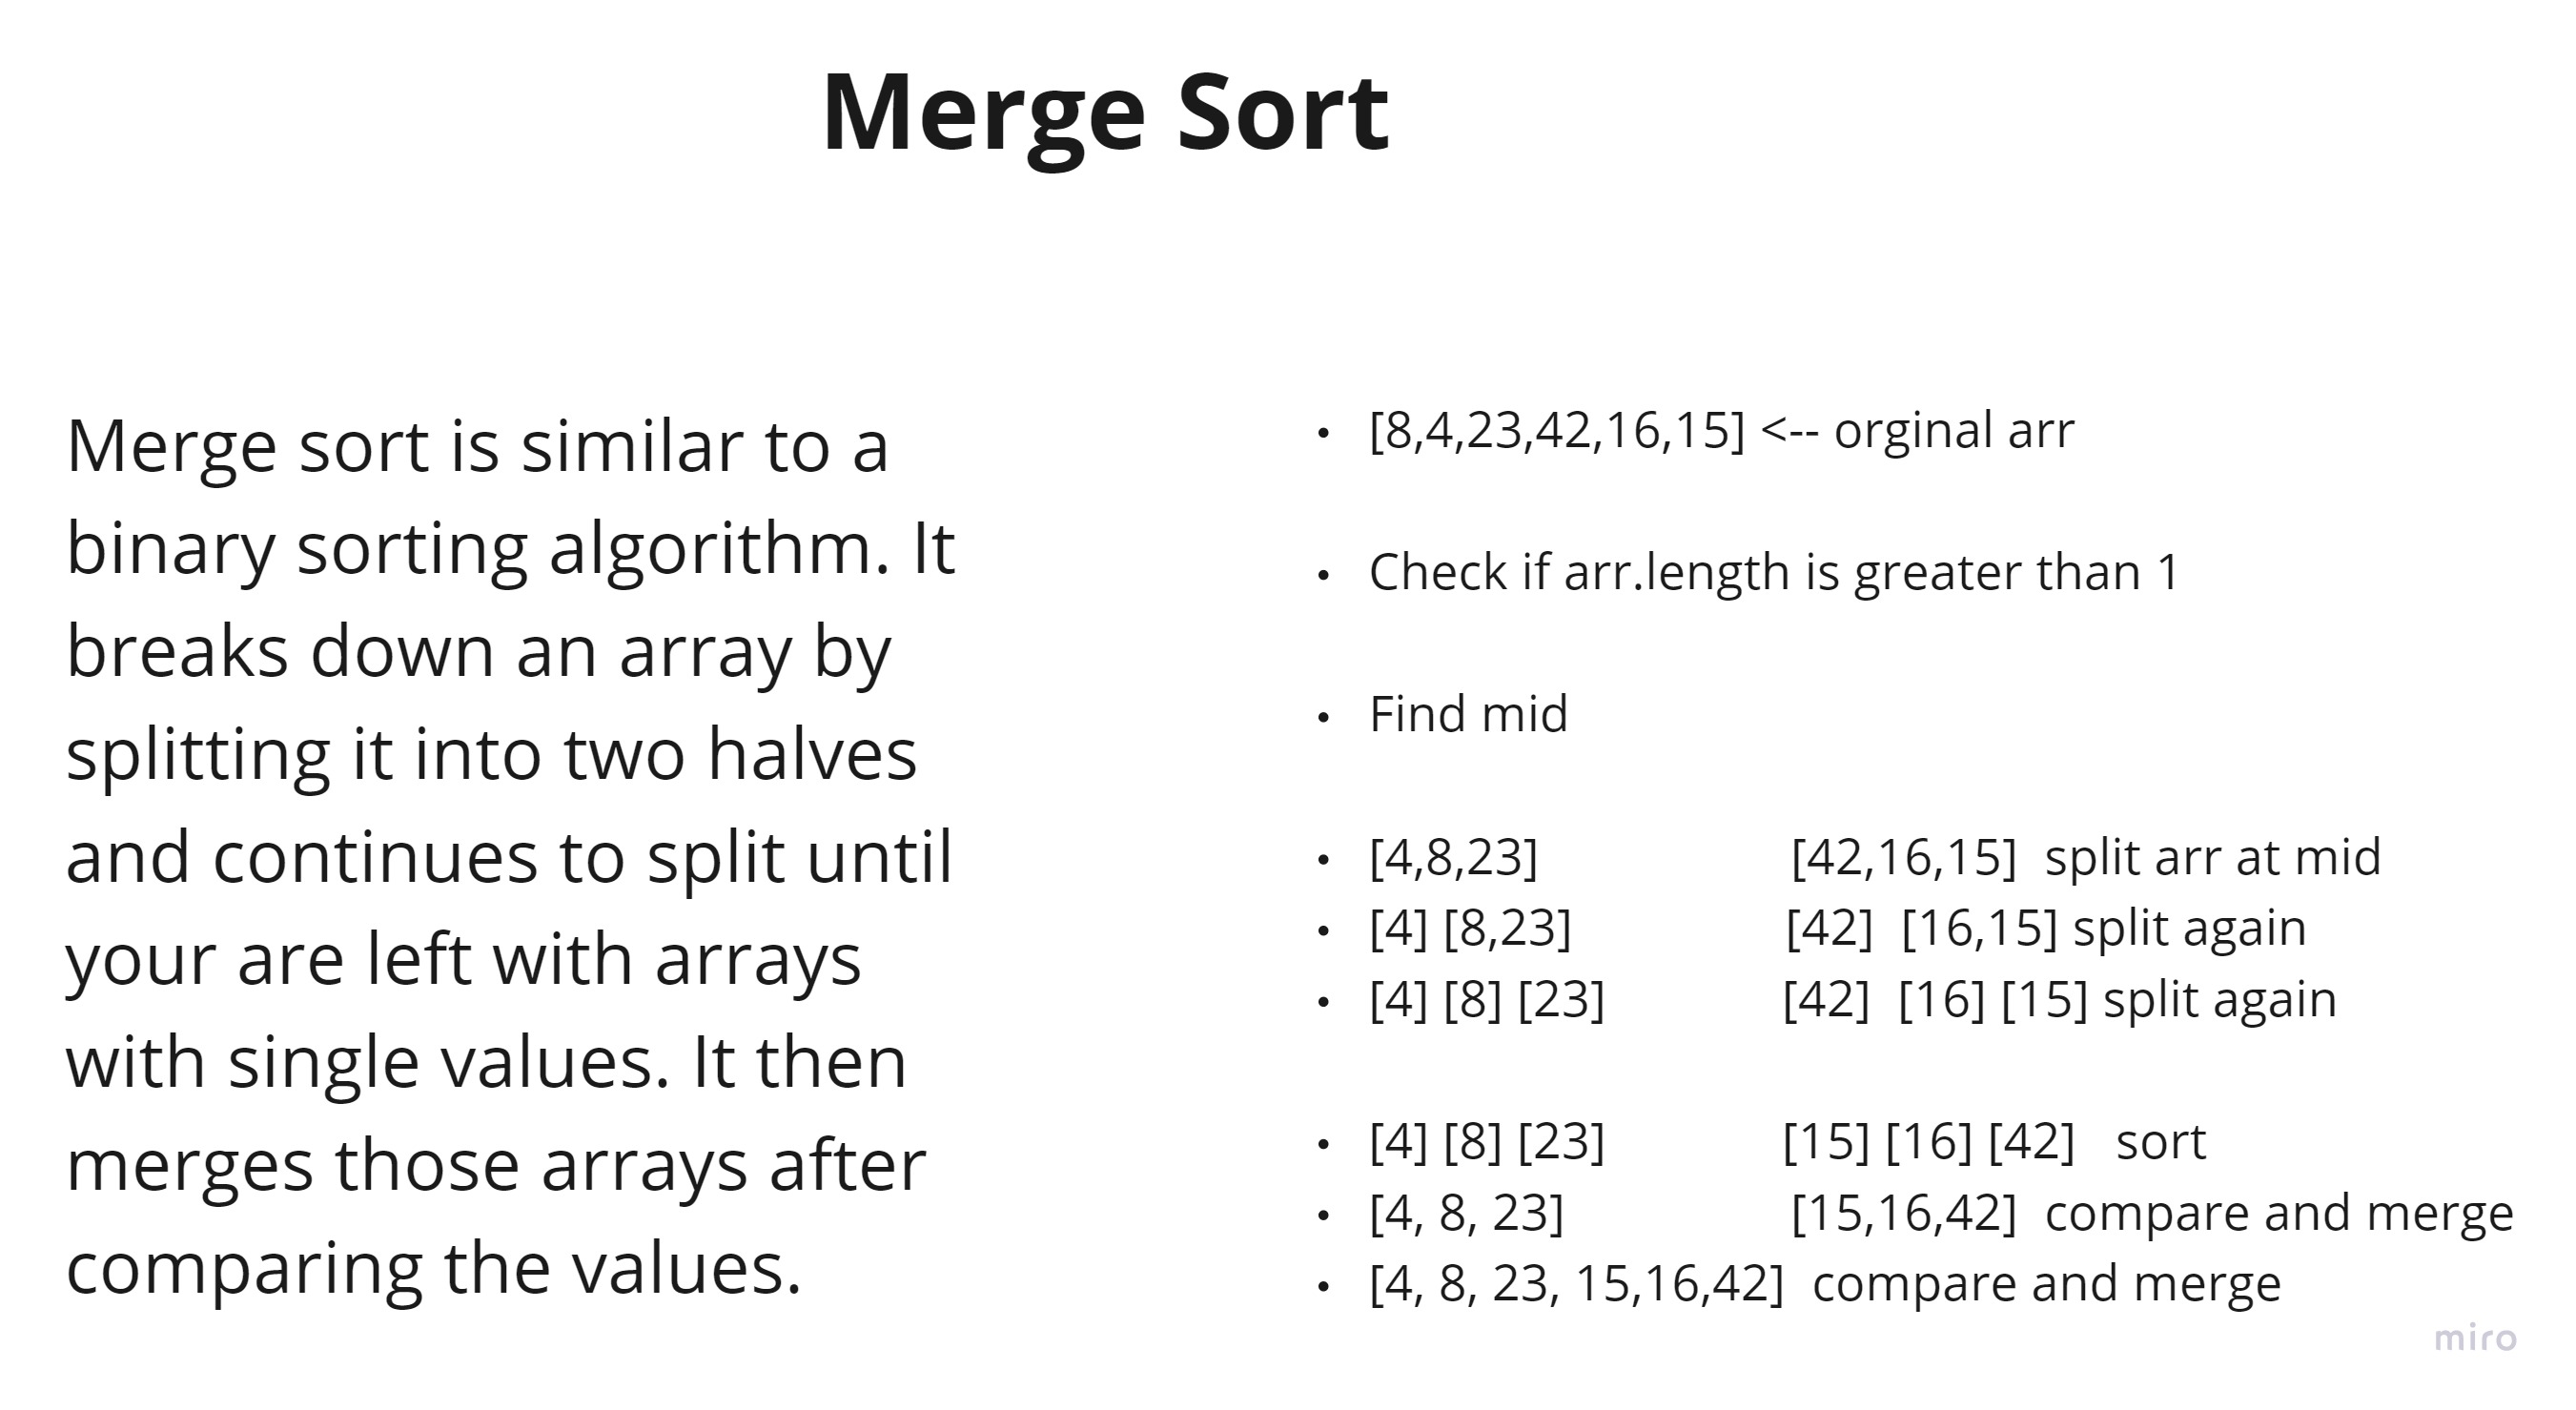 Merge Sort
Merge sort is similar to a
binary sorting algorithm. It
breaks down an array by
splitting it into two halves
and continues to split until
your are left with arrays
with single values. It then
merges those arrays after
comparing the values.
• [8,4,23,42,16,15] <-- orginal arr
• Check if arr.length is greater than 1
• Find mid
• [4,8,23] [42,16,15] split arr at mid
• [4] [8,23] [42] [16,15] split again
• [4] [8] [23] [42] [16] [15] split again
• [4] [8] [23] [15] [16] [42] sort
• [4, 8, 23] [15,16,42] compare and merge
• [4, 8, 23, 15,16,42] compare and merge
miro